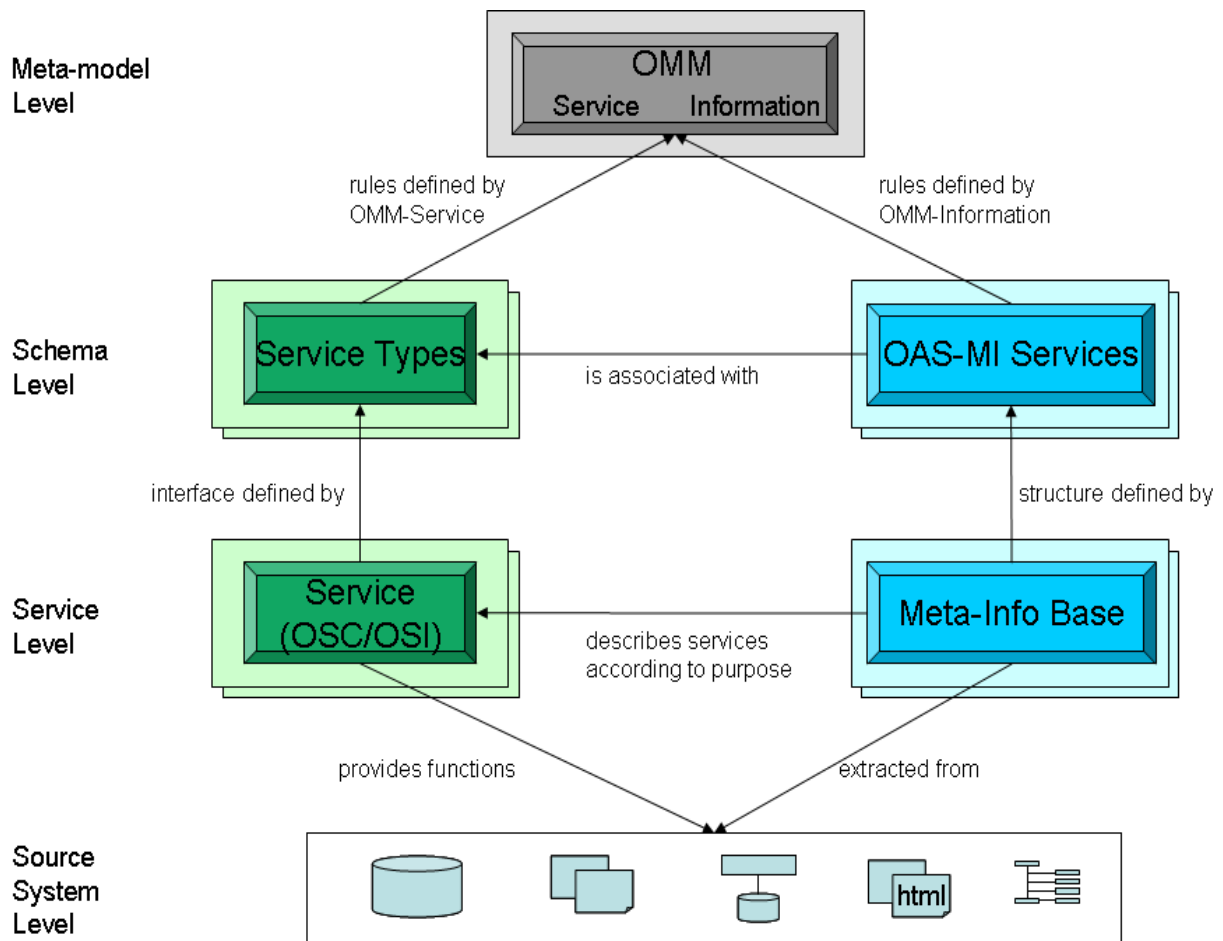 Meta-model
Level
OMM
Service Information
rules defined by
OMM-Service
rules defined by
OMM-Information
Schema
Level
Service Types
OAS-MI Services
is associated with
interface defined by
structure defined by
Service
Level
Service
(OSC/OSI)
Meta-Info Base
describes services
according to purpose
provides functions
extracted from
Source
System
Level
html